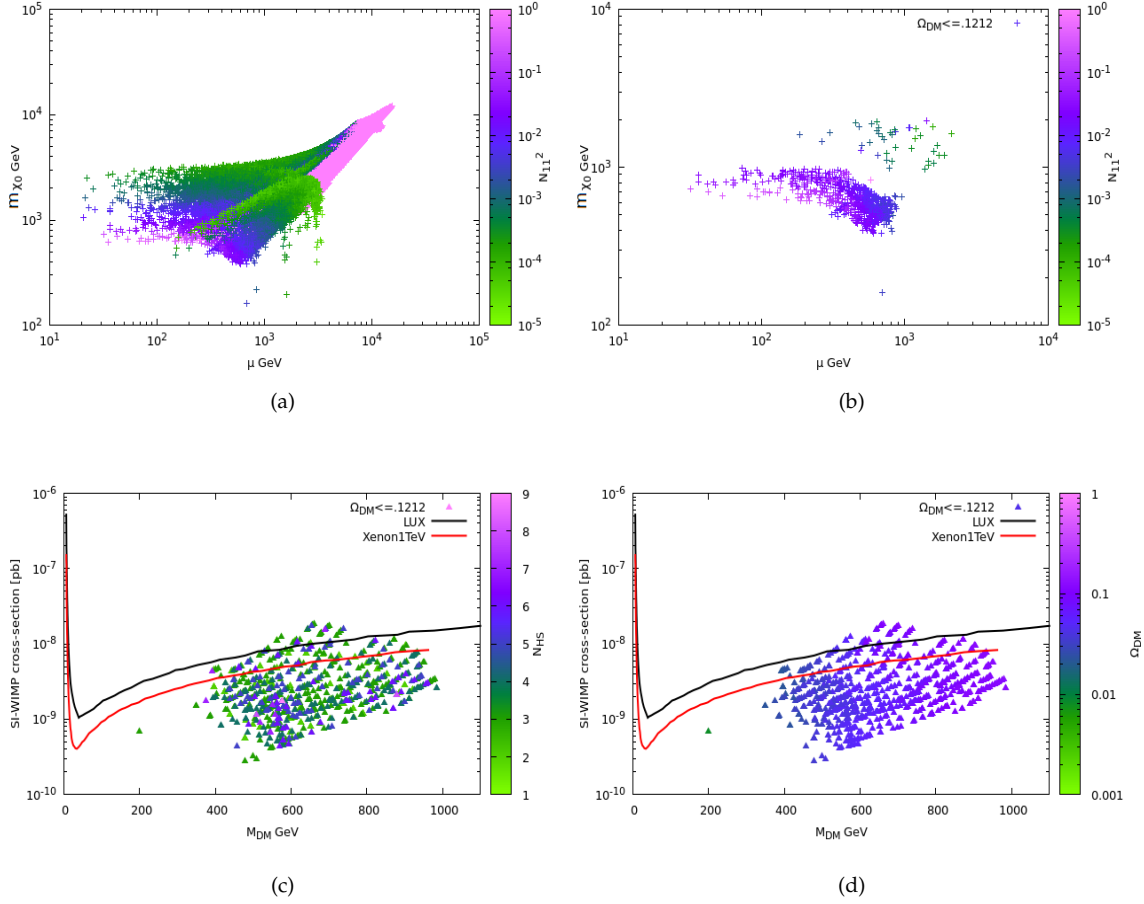 10^5
10^4
10^3
10^2
10^1
10^2
10^3
10^4
10^5
m_χ0 GeV
μ GeV
10^0
10^-1
10^-2
10^-3
10^-4
10^-5
N_11^2
(a)
10^4
10^3
10^2
10^1
10^2
10^3
10^4
m_χ0 GeV
μ GeV
Ω_DM<=.1212
10^0
10^-1
10^-2
10^-3
10^-4
10^-5
N_11^2
(b)
10^-6
10^-7
10^-8
10^-9
10^-10
0
200
400
600
800
1000
SI-WIMP cross-section [pb]
M_DM GeV
Ω_DM<=.1212
LUX
Xenon1TeV
9
8
7
6
5
4
3
2
1
N_HS
(c)
10^-6
10^-7
10^-8
10^-9
10^-10
0
200
400
600
800
1000
SI-WIMP cross-section [pb]
M_DM GeV
Ω_DM<=.1212
LUX
Xenon1TeV
1
0.1
0.01
0.001
Ω_DM
(d)